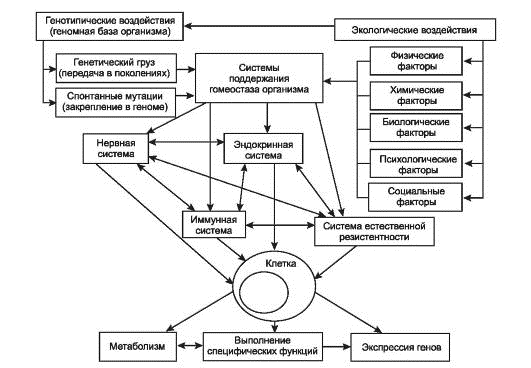 Генотипические воздействия
(геномная база организма)
Экологические воздействия
Генетический груз
(передача в поколениях)
Спонтанные мутации
(закрепление в геноме)
Системы
поддержания
гомеостаза организма
Физические
факторы
Химические
факторы
Биологические
факторы
Психологические
факторы
Социальные
факторы
Нервная
система
Эндокринная
система
Иммунная
система
Система естественной
резистентности
Клетка
Метаболизм
Выполнение
специфических функций
Экспрессия генов